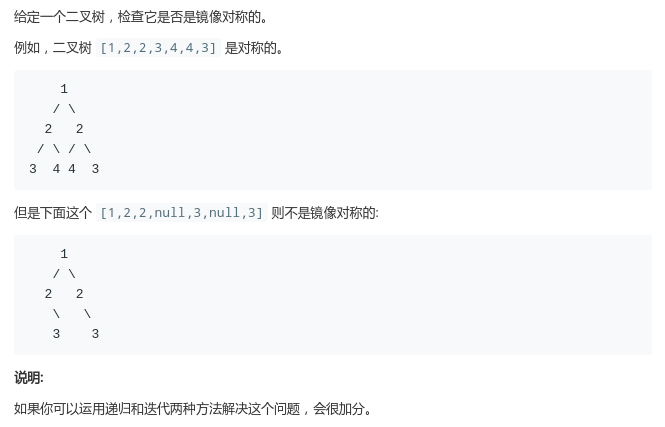 给定一个二叉树，检查它是否是镜像对称的。
例如，二叉树 [1,2,2,3,4,4,3] 是对称的。
    1
   / \
  2   2
 / \ / \
3  4 4  3
但是下面这个 [1,2,2,null,3,null,3] 则不是镜像对称的:
    1
   / \
  2   2
   \   \
   3    3
说明:
如果你可以运用递归和迭代两种方法解决这个问题，会很加分。